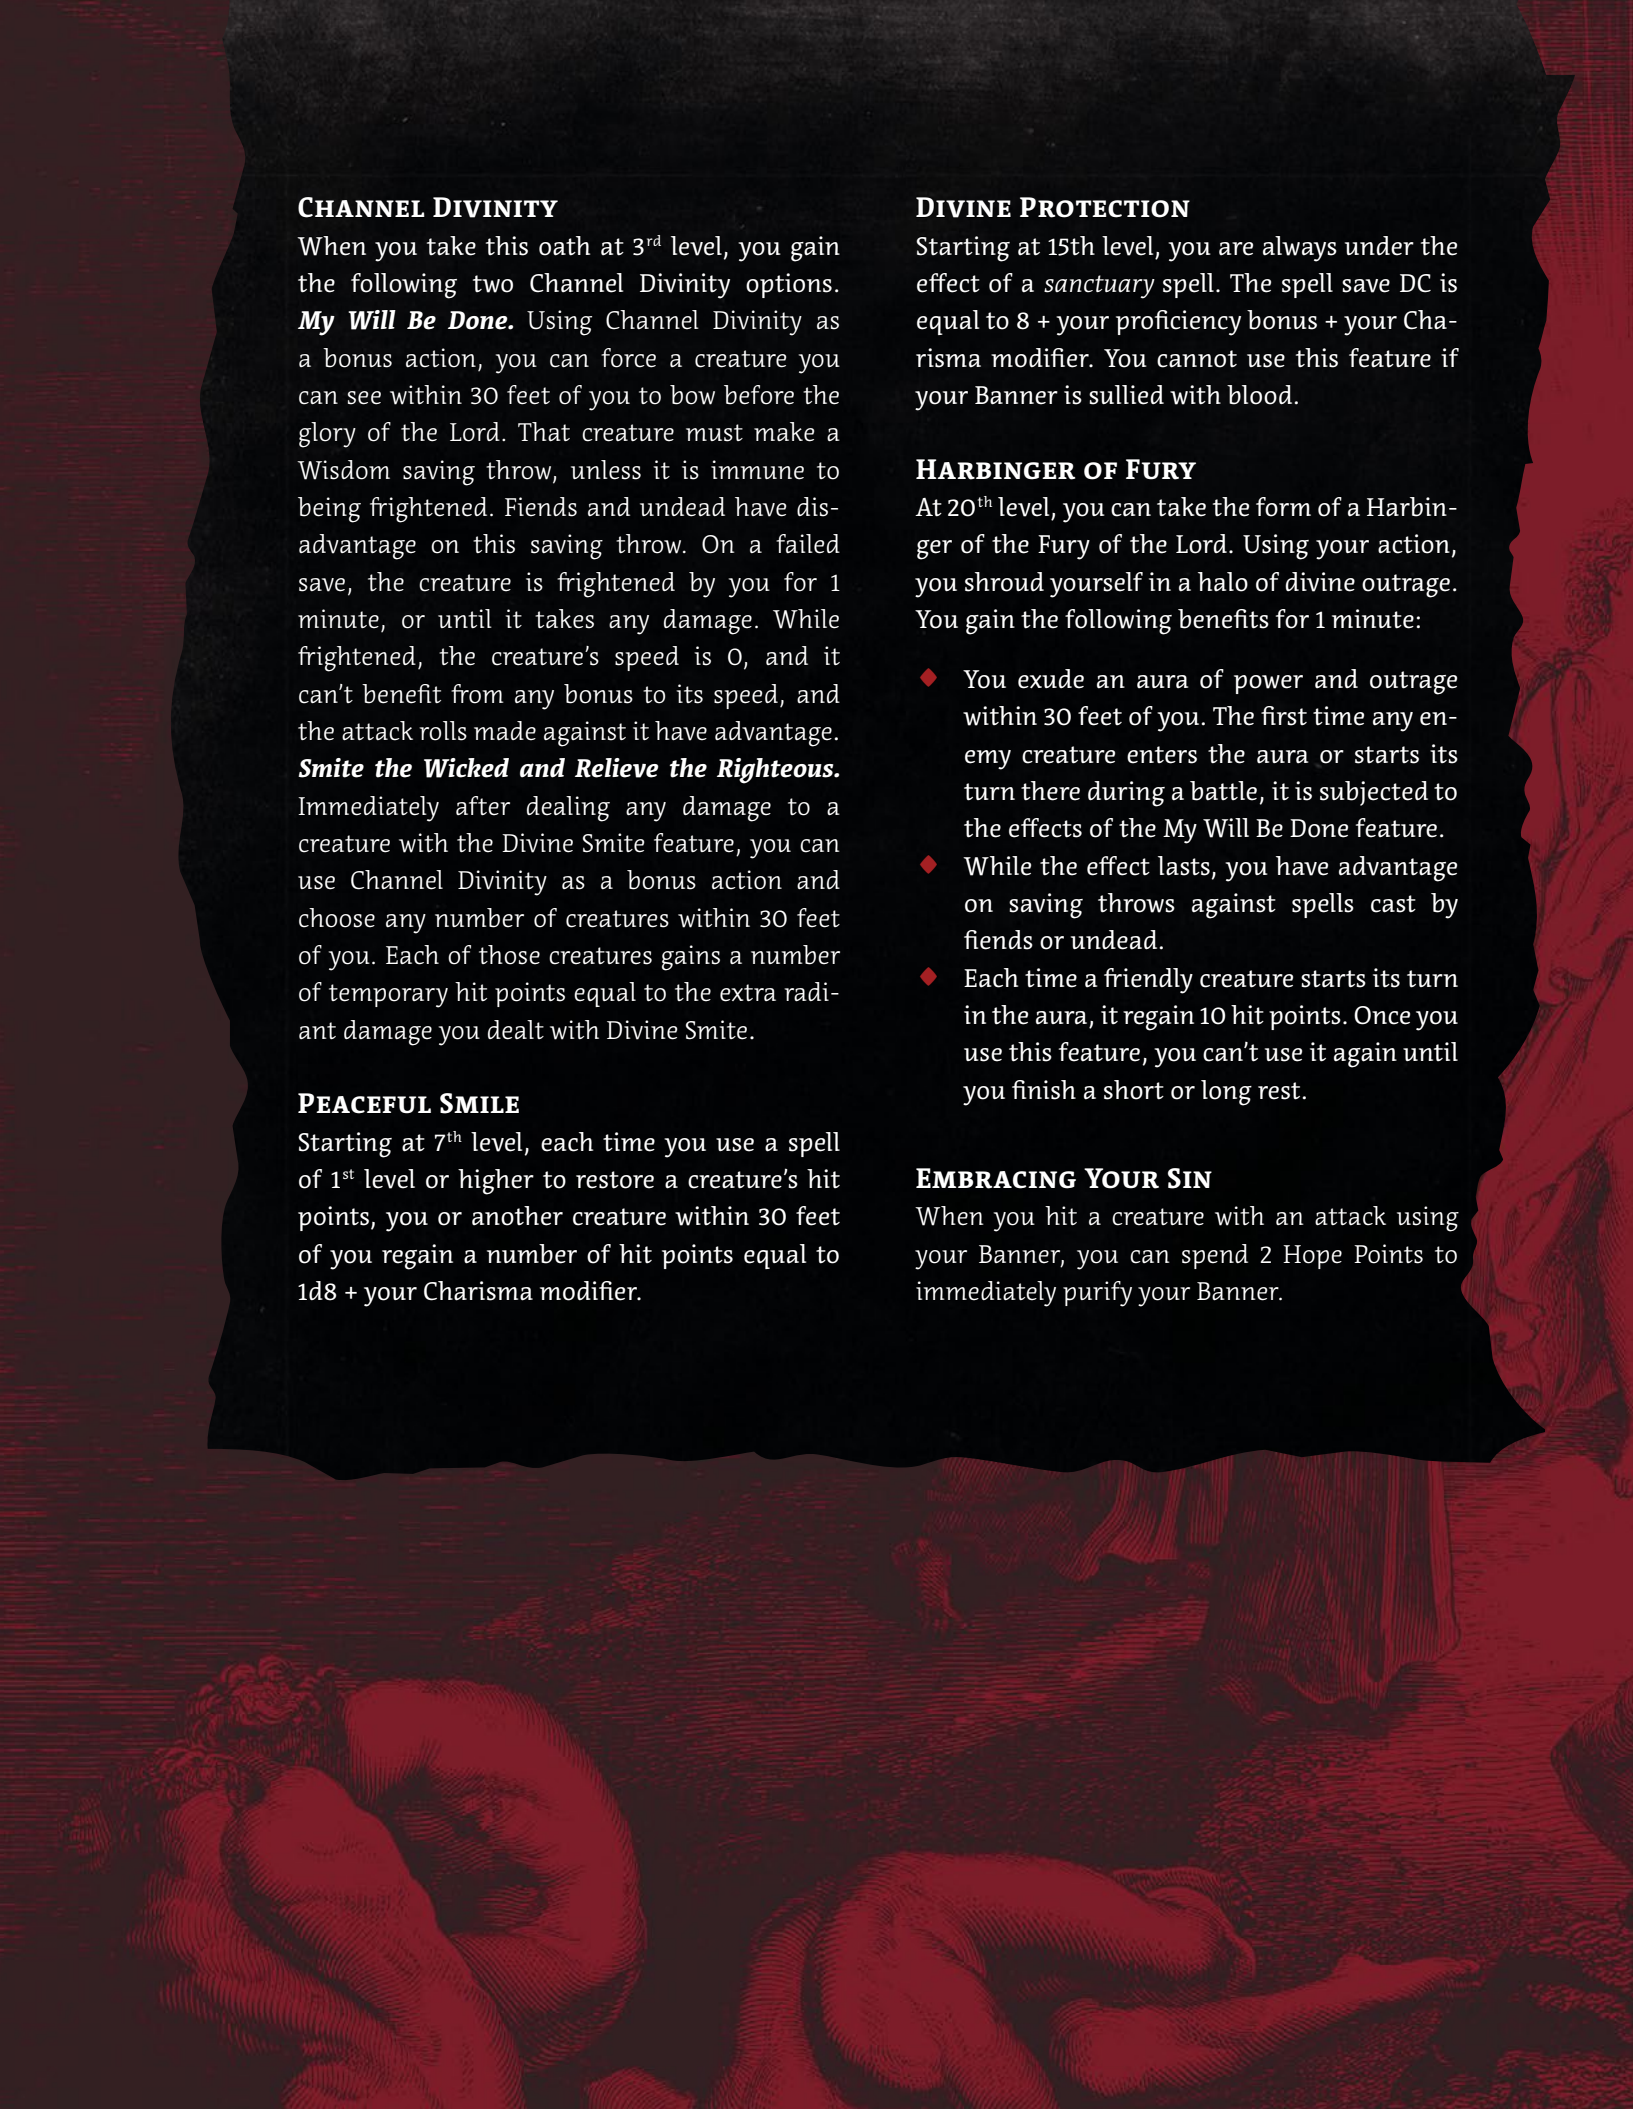 CHANNEL DIVINITY
When you take this oath at 3rd level, you gain
the following two Channel Divinity options.
My Will Be Done. Using Channel Divinity as
a bonus action, you can force a creature you
can see within 30 feet of you to bow before the
glory of the Lord. That creature must make a
Wisdom saving throw, unless it is immune to
being frightened. Fiends and undead have dis-
advantage on this saving throw. On a failed
save, the creature is frightened by you for 1
minute, or until it takes any damage. While
frightened, the creature's speed is 0, and it
can't benefit from any bonus to its speed, and
the attack rolls made against it have advantage.
Smite the Wicked and Relieve the Righteous.
Immediately after dealing any damage to a
creature with the Divine Smite feature, you can
use Channel Divinity as a bonus action and
choose any number of creatures within 30 feet
of you. Each of those creatures gains a number
of temporary hit points equal to the extra radi-
ant damage you dealt with Divine Smite.
PEACEFUL SMILE
Starting at 7th level, each time you use a spell
of 1st level or higher to restore a creature's hit
points, you or another creature within 30 feet
of you regain a number of hit points equal to
1d8 + your Charisma modifier.
DIVINE PROTECTION
Starting at 15th level, you are always under the
effect of a sanctuary spell. The spell save DC is
equal to 8 + your proficiency bonus + your Cha-
risma modifier. You cannot use this feature if
your Banner is sullied with blood.
HARBINGER OF FURY
At 20th level, you can take the form of a Harbin-
ger of the Fury of the Lord. Using your action,
you shroud yourself in a halo of divine outrage.
You gain the following benefits for 1 minute:
You exude an aura of power and outrage
within 30 feet of you. The first time any en-
emy creature enters the aura or starts its
turn there during a battle, it is subjected to
the effects of the My Will Be Done feature.
While the effect lasts, you have advantage
on saving throws against spells cast by
fiends or undead.
Each time a friendly creature starts its turn
in the aura, it regain 10 hit points. Once you
use this feature, you can't use it again until
you finish a short or long rest.
EMBRACING YOUR SIN
When you hit a creature with an attack using
your Banner, you can spend 2 Hope Points to
immediately purify your Banner.